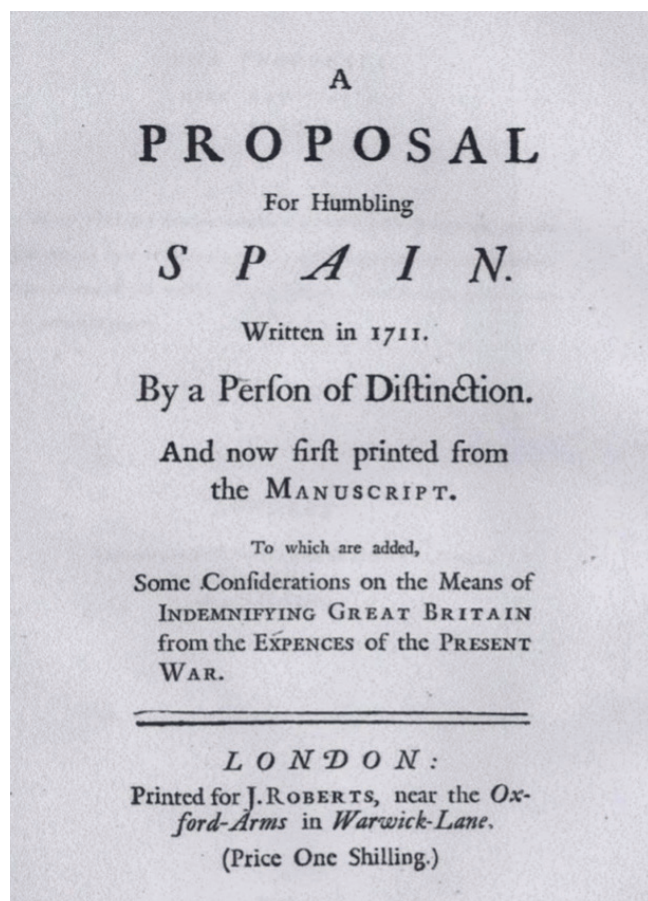 A
PROPOSAL
For Humbling
SPAIN.
Written in 1711.
By a Perſon of Diſtinction.
And now firſt printed from
the MANUSCRIPT.
To which are added,
Some Conſiderations on the Means of
INDEMNIFYING GREAT BRITAIN
from the EXPENCES of the PRESENT
WAR.
LONDON:
Printed for J. ROBERTS, near the Ox-
ford-Arms in Warwick-Lane.
(Price One Shilling.)